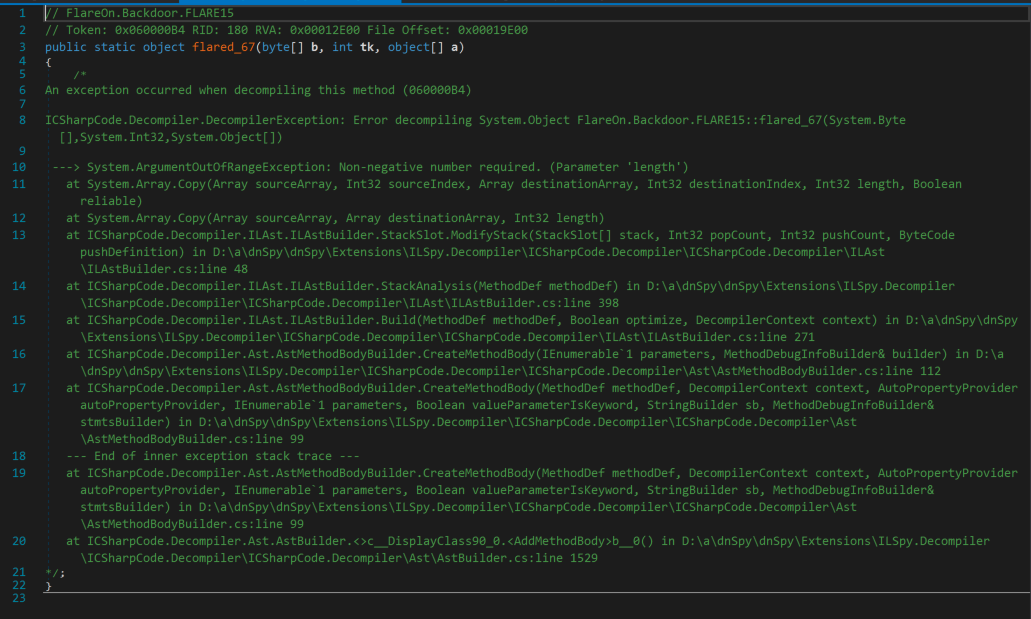 1 // FlareOn.Backdoor.FLARE15
2 // Token: 0x060000B4 RID: 180 RVA: 0x00012E00 File Offset: 0x00019E00
3 public static object flared_67(byte[] b, int tk, object[] a)
4 {
5 /*
6 An exception occurred when decompiling this method (060000B4)
7
8 ICSharpCode.Decompiler.DecompilerException: Error decompiling System.Object FlareOn.Backdoor.FLARE15::flared_67(System.Byte
[],System.Int32,System.Object[])
9
10 ---> System.ArgumentOutOfRangeException: Non-negative number required. (Parameter 'length')
11 at System.Array.Copy(Array sourceArray, Int32 sourceIndex, Array destinationArray, Int32 destinationIndex, Int32 length, Boolean
reliable)
12 at System.Array.Copy(Array sourceArray, Array destinationArray, Int32 length)
13 at ICSharpCode.Decompiler.ILAst.ILAstBuilder.StackSlot.ModifyStack(StackSlot[] stack, Int32 popCount, Int32 pushCount, ByteCode
pushDefinition) in D:\a\dnSpy\dnSpy\Extensions\ILSpy.Decompiler\ICSharpCode.Decompiler\ICSharpCode.Decompiler\ILAst
\ILAstBuilder.cs:line 48
14 at ICSharpCode.Decompiler.ILAst.ILAstBuilder.StackAnalysis(MethodDef methodDef) in D:\a\dnSpy\dnSpy\Extensions\ILSpy.Decompiler
\ICSharpCode.Decompiler\ICSharpCode.Decompiler\ILAst\ILAstBuilder.cs:line 398
15 at ICSharpCode.Decompiler.ILAst.ILAstBuilder.Build(MethodDef methodDef, Boolean optimize, DecompilerContext context) in D:\a\dnSpy\dnSpy
\Extensions\ILSpy.Decompiler\ICSharpCode.Decompiler\ICSharpCode.Decompiler\ILAst\ILAstBuilder.cs:line 271
16 at ICSharpCode.Decompiler.Ast.AstMethodBodyBuilder.CreateMethodBody(IEnumerable`1 parameters, MethodDebugInfoBuilder& builder) in D:\a
\dnSpy\dnSpy\Extensions\ILSpy.Decompiler\ICSharpCode.Decompiler\ICSharpCode.Decompiler\Ast\AstMethodBodyBuilder.cs:line 112
17 at ICSharpCode.Decompiler.Ast.AstMethodBodyBuilder.CreateMethodBody(MethodDef methodDef, DecompilerContext context, AutoPropertyProvider
autoPropertyProvider, IEnumerable`1 parameters, Boolean valueParameterIsKeyword, StringBuilder sb, MethodDebugInfoBuilder&
stmtsBuilder) in D:\a\dnSpy\dnSpy\Extensions\ILSpy.Decompiler\ICSharpCode.Decompiler\ICSharpCode.Decompiler\Ast
\AstMethodBodyBuilder.cs:line 99
18 --- End of inner exception stack trace ---
19 at ICSharpCode.Decompiler.Ast.AstMethodBodyBuilder.CreateMethodBody(MethodDef methodDef, DecompilerContext context, AutoPropertyProvider
autoPropertyProvider, IEnumerable`1 parameters, Boolean valueParameterIsKeyword, StringBuilder sb, MethodDebugInfoBuilder&
stmtsBuilder) in D:\a\dnSpy\dnSpy\Extensions\ILSpy.Decompiler\ICSharpCode.Decompiler\ICSharpCode.Decompiler\Ast
\AstMethodBodyBuilder.cs:line 99
20 at ICSharpCode.Decompiler.Ast.AstBuilder.<>c__DisplayClass90_0.<AddMethodBody>b__0() in D:\a\dnSpy\dnSpy\Extensions\ILSpy.Decompiler
\ICSharpCode.Decompiler\ICSharpCode.Decompiler\Ast\AstBuilder.cs:line 1529
21 */;
22 }
23